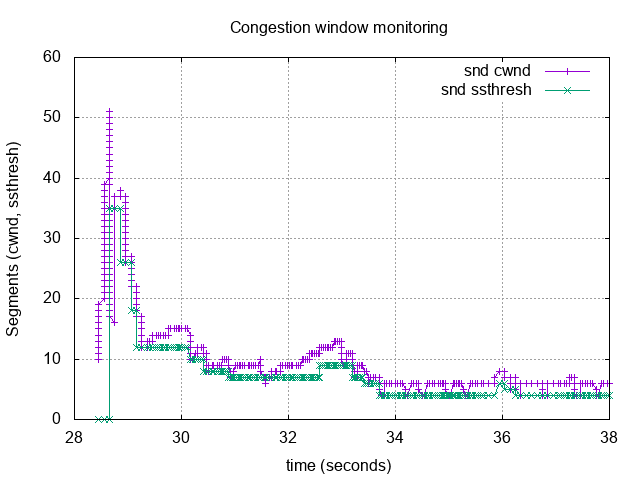 Congestion window monitoring
60
50
40
30
20
10
0
Segments (cwnd, ssthresh)
snd cwnd
snd ssthresh
28 30 32 34 36 38
time (seconds)